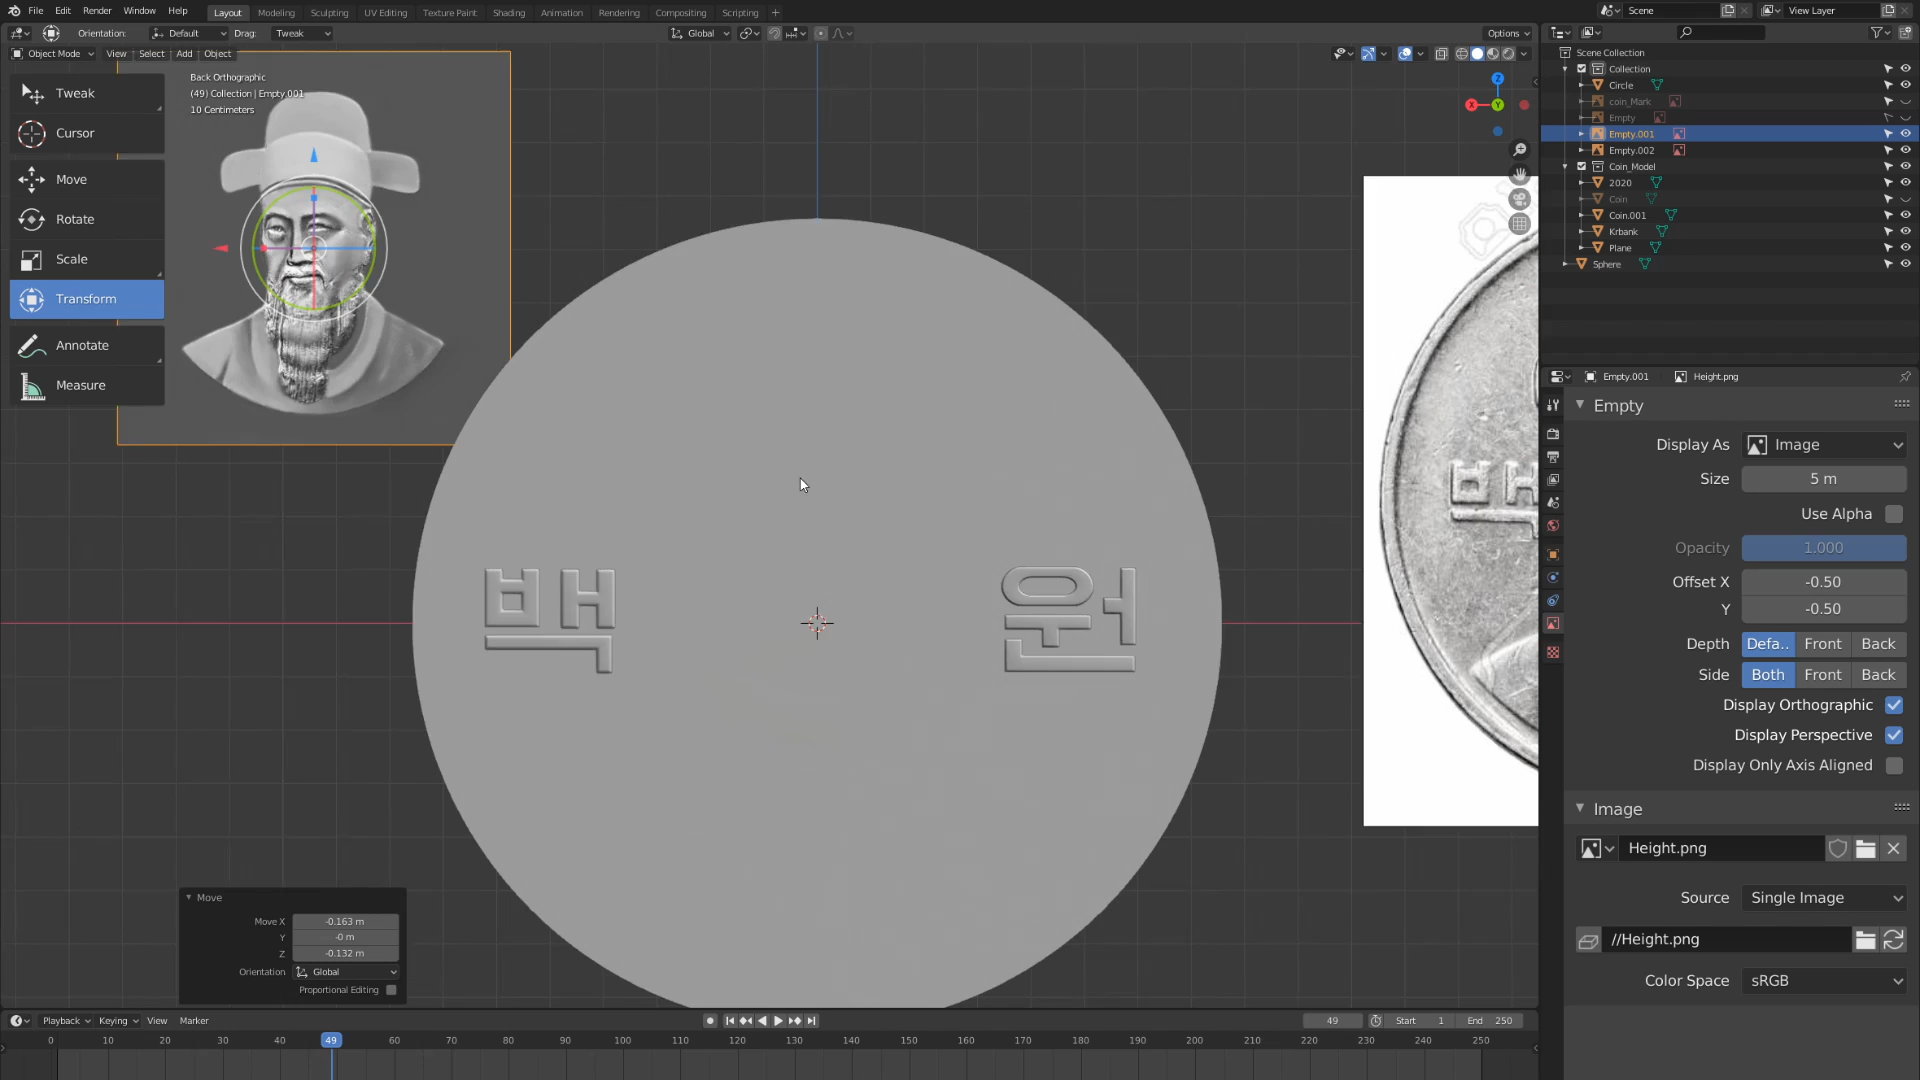 File Edit Render Window Help Layout Modeling Sculpting UV Editing Texture Paint Shading Animation Rendering Compositing Scripting + Scene View Layer
Orientation: Default Drag: Tweak Global Options
Object Mode View Select Add Object
Back Orthographic
(49) Collection | Empty.001
10 Centimeters
Tweak
Cursor
Move
Rotate
Scale
Transform
Annotate
Measure
Z
X
Y
백
원
백
Move
Move X -0.163 m
Y -0 m
Z -0.132 m
Orientation Global
Proportional Editing
Scene Collection
Collection
Circle
coin_Mark
Empty
Empty.001
Empty.002
Coin_Model
2020
Coin
Coin.001
Krbank
Plane
Sphere
Empty.001 Height.png
Empty
Display As Image
Size 5 m
Use Alpha
Opacity 1.000
Offset X -0.50
Y -0.50
Depth Defa.. Front Back
Side Both Front Back
Display Orthographic
Display Perspective
Display Only Axis Aligned
Image
Height.png
Source Single Image
//Height.png
Color Space sRGB
Playback Keying View Marker 49 Start 1 End 250
0 10 20 30 40 49 60 70 80 90 100 110 120 130 140 150 160 170 180 190 200 210 220 230 240 250